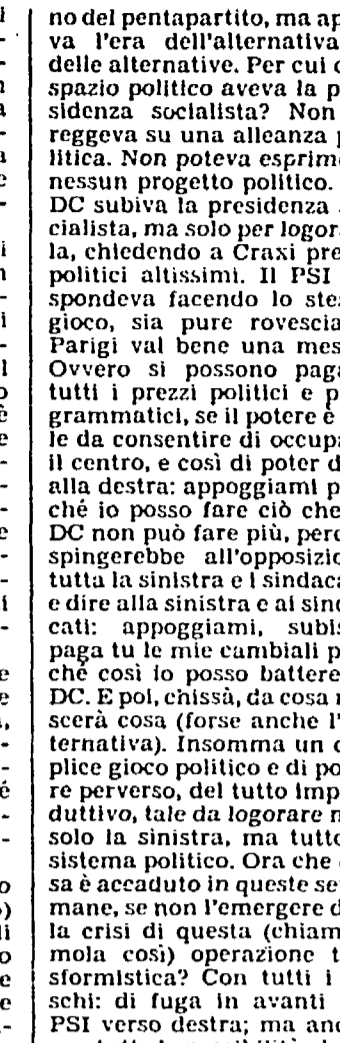 no del pentapartito, ma ap
va l'era dell'alternativa
delle alternative. Per cui
spazio politico aveva la p
sidenza socialista? Non
reggeva su una alleanza p
litica. Non poteva esprime
nessun progetto politico.
DC subiva la presidenza
cialista, ma solo per logora
la, chiedendo a Craxi pre
politici altissimi. Il PSI
spondeva facendo lo ste
gioco, sia pure rovescia
Parigi val bene una mes
Ovvero si possono paga
tutti i prezzi politici e p
grammatici, se il potere è
le da consentire di occupa
il centro, e così di poter d
alla destra: appoggiami p
ché io posso fare ciò che
DC non può fare più, perc
spingerebbe all'opposizio
tutta la sinistra e i sindaca
e dire alla sinistra e ai sind
cati: appoggiami, subis
paga tu le mie cambiali p
ché così io posso battere
DC. E poi, chissà, da cosa n
scerà cosa (forse anche l'
ternativa). Insomma un d
plice gioco politico e di po
re perverso, del tutto imp
duttivo, tale da logorare n
solo la sinistra, ma tutto
sistema politico. Ora che
sa è accaduto in queste se
mane, se non l'emergere d
la crisi di questa (chiam
mola così) operazione t
sformistica? Con tutti i
schi: di fuga in avanti
PSI verso destra; ma and